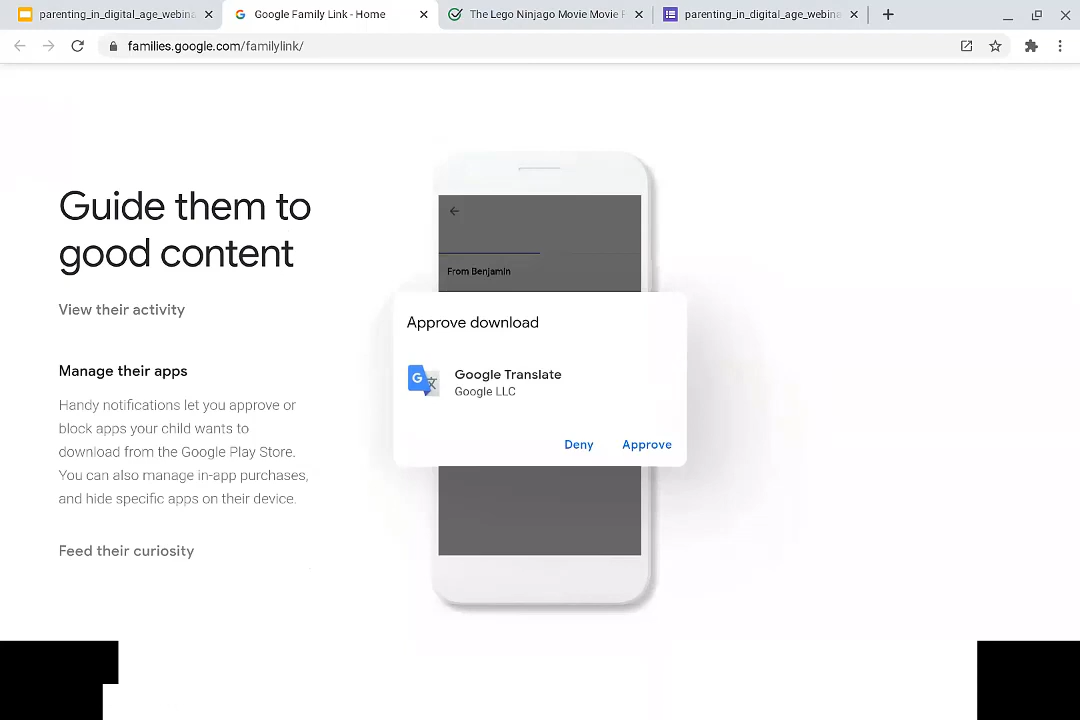 parenting_in_digital_age_webina
Google Family Link - Home
The Lego Ninjago Movie Movie
parenting_in_digital_age_webina
families.google.com/familylink/
Guide them to
good content
View their activity
Manage their apps
Handy notifications let you approve or
block apps your child wants to
download from the Google Play Store.
You can also manage in-app purchases,
and hide specific apps on their device.
Feed their curiosity
From Benjamin
Approve download
Google Translate
Google LLC
Deny
Approve